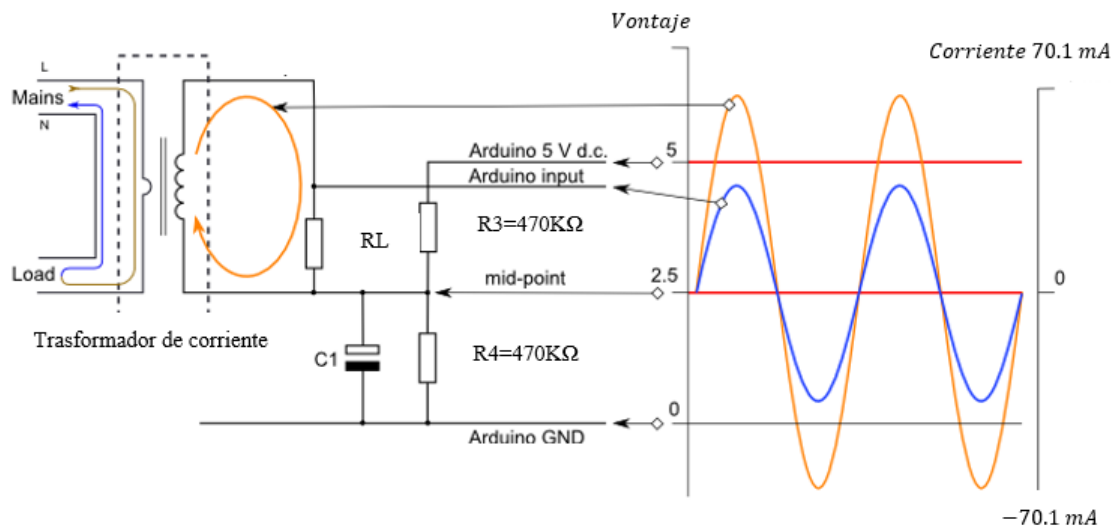 Vontaje
Corriente 70.1 mA
L
Mains
N
Arduino 5 V d.c.
5
Arduino input
R3=470KΩ
RL
mid-point
2.5
0
Load
Trasformador de corriente
C1
R4=470KΩ
0
Arduino GND
−70.1 mA